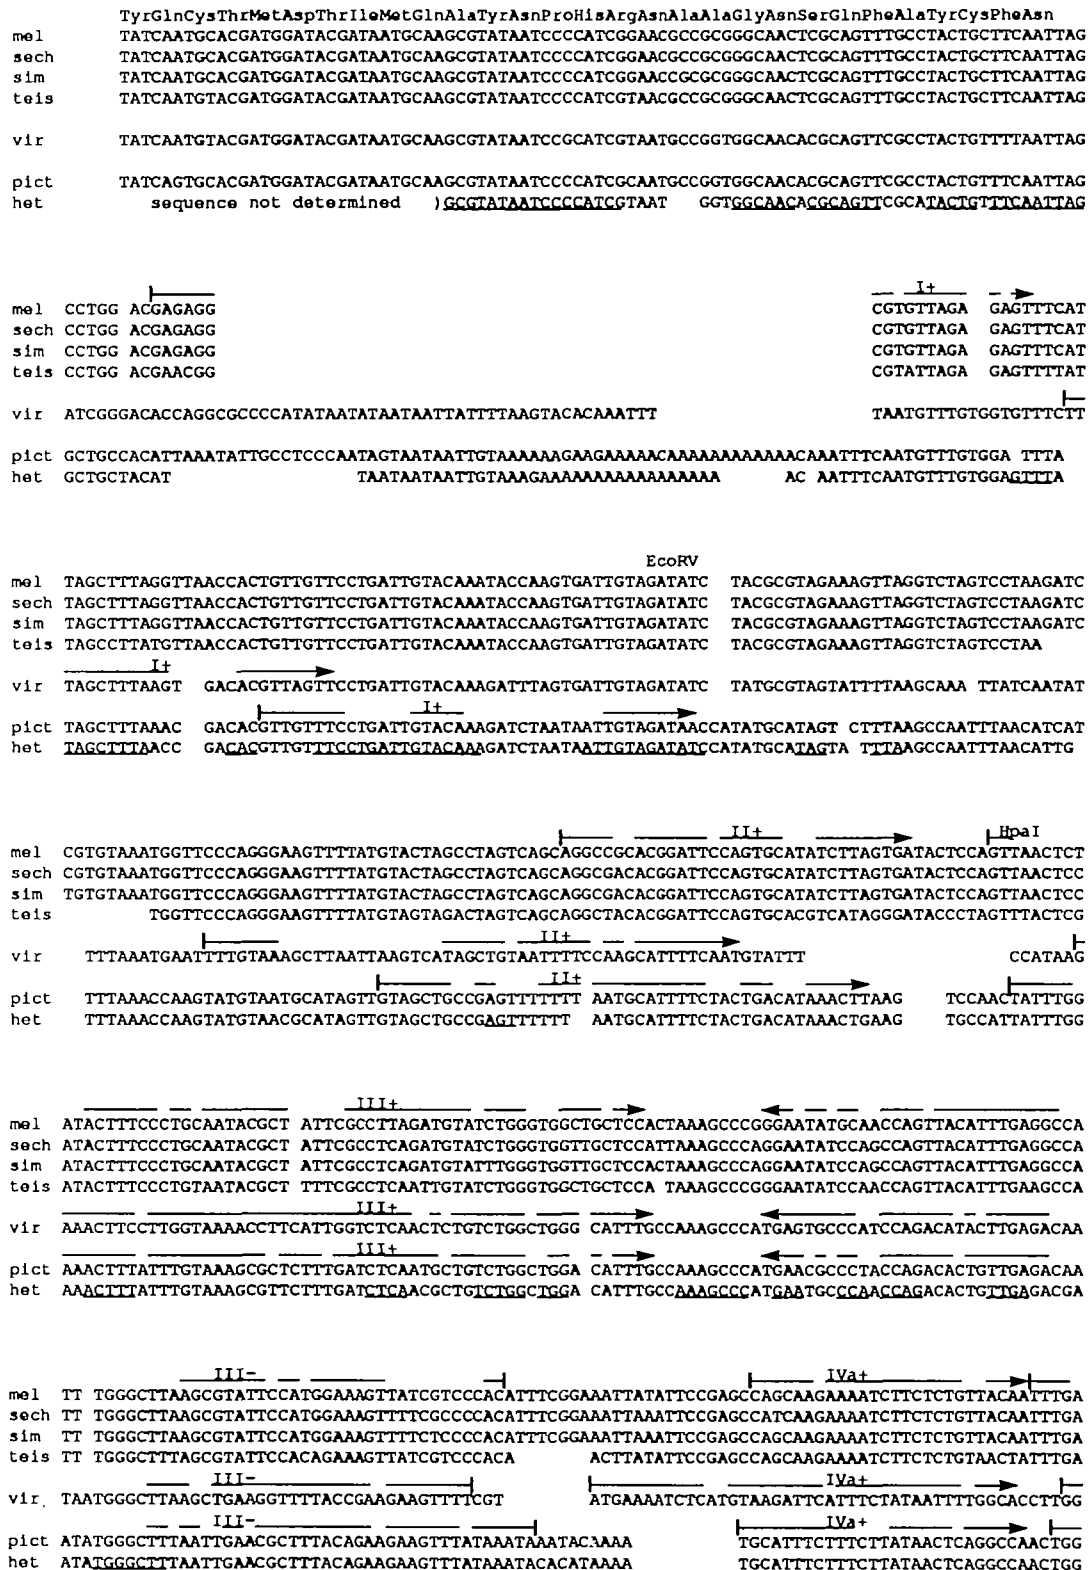 TyrGlnCysThrMetAspThrIleMetGlnAlaTyrAsnProHisArgAsnAlaAlaGlyAsnSerGlnPheAlaTyrCysPheAsn
mel TATCAATGCACGATGGATACGATAATGCAAGCGTATAATCCCCATCGGAACGCCGCGGGCAACTCGCAGTTTGCCTACTGCTTCAATTAG
sech TATCAATGCACGATGGATACGATAATGCAAGCGTATAATCCCCATCGGAACGCCGCGGGCAACTCGCAGTTTGCCTACTGCTTCAATTAG
sim TATCAATGCACGATGGATACGATAATGCAAGCGTATAATCCCCATCGGAACCGCGCGGGCAACTCGCAGTTTGCCTACTGCTTCAATTAG
teis TATCAATGTACGATGGATACGATAATGCAAGCGTATAATCCCCATCGTAACGCCGCGGGCAACTCGCAGTTTGCCTACTGCTTCAATTAG
vir TATCAATGTACGATGGATACGATAATGCAAGCGTATAATCCGCATCGTAATGCCGGTGGCAACACGCAGTTCGCCTACTGTTTTAATTAG
pict TATCAGTGCACGATGGATACGATAATGCAAGCGTATAATCCCCATCGCAATGCCGGTGGCAACACGCAGTTCGCCTACTGTTTCAATTAG
het sequence not determined )GCGTATAATCCCCATCGTAAT GGTGGCAACACGCAGTTCGCATACTGTTTCAATTAG
I+
mel CCTGG ACGAGAGG CGTGTTAGA GAGTTTCAT
sech CCTGG ACGAGAGG CGTGTTAGA GAGTTTCAT
sim CCTGG ACGAGAGG CGTGTTAGA GAGTTTCAT
teis CCTGG ACGAACGG CGTATTAGA GAGTTTTAT
vir ATCGGGACACCAGGCGCCCCATATAATATAATAATTATTTTAAGTACACAAATTT TAATGTTTGTGGTGTTTCTT
pict GCTGCCACATTAAATATTGCCTCCCAATAGTAATAATTGTAAAAAAGAAGAAAAACAAAAAAAAAAAACAAATTTCAATGTTTGTGGA TTTA
het GCTGCTACAT TAATAATAATTGTAAAGAAAAAAAAAAAAAAAAAA AC AATTTCAATGTTTGTGGAGTTTA
EcoRV
mel TAGCTTTAGGTTAACCACTGTTGTTCCTGATTGTACAAATACCAAGTGATTGTAGATATC TACGCGTAGAAAGTTAGGTCTAGTCCTAAGATC
sech TAGCTTTAGGTTAACCACTGTTGTTCCTGATTGTACAAATACCAAGTGATTGTAGATATC TACGCGTAGAAAGTTAGGTCTAGTCCTAAGATC
sim TAGCTTTAGGTTAACCACTGTTGTTCCTGATTGTACAAATACCAAGTGATTGTAGATATC TACGCGTAGAAAGTTAGGTCTAGTCCTAAGATC
teis TAGCCTTATGTTAACCACTGTTGTTCCTGATTGTACAAATACCAAGTGATTGTAGATATC TACGCGTAGAAAGTTAGGTCTAGTCCTAA
I+
vir TAGCTTTAAGT GACACGTTAGTTCCTGATTGTACAAAGATTTAGTGATTGTAGATATC TATGCGTAGTATTTTAAGCAAA TTATCAATAT
I+
pict TAGCTTTAAAC GACACGTTGTTTCCTGATTGTACAAAGATCTAATAATTGTAGATAACCATATGCATAGT CTTTAAGCCAATTTAACATCAT
het TAGCTTTAACC GACACGTTGTTTCCTGATTGTACAAAGATCTAATAATTGTAGATATCCATATGCATAGTA TTTAAGCCAATTTAACATTG
II+ HpaI
mel CGTGTAAATGGTTCCCAGGGAAGTTTTATGTACTAGCCTAGTCAGCAGGCCGCACGGATTCCAGTGCATATCTTAGTGATACTCCAGTTAACTCT
sech CGTGTAAATGGTTCCCAGGGAAGTTTTATGTACTAGCCTAGTCAGCAGGCGACACGGATTCCAGTGCATATCTTAGTGATACTCCAGTTAACTCC
sim TGTGTAAATGGTTCCCAGGGAAGTTTTATGTACTAGCCTAGTCAGCAGGCCGCACGGATTCCAGTGCATATCTTAGTGATACTCCAGTTAACTCC
teis TGGTTCCCAGGGAAGTTTTATGTAGTAGACTAGTCAGCAGGCTACACGGATTCCAGTGCACGTCATAGGGATACCCTAGTTTACTCG
II+
vir TTTAAATGAATTTTGTAAAGCTTAATTAAGTCATAGCTGTAATTTTCCAAGCATTTTCAATGTATTT CCATAAG
II+
pict TTTAAACCAAGTATGTAATGCATAGTTGTAGCTGCCGAGTTTTTTT AATGCATTTTCTACTGACATAAACTTAAG TCCAACTATTTGG
het TTTAAACCAAGTATGTAACGCATAGTTGTAGCTGCCGAGTTTTTT AATGCATTTTCTACTGACATAAACTGAAG TGCCATTATTTGG
III+
mel ATACTTTCCCTGCAATACGCT ATTCGCCTTAGATGTATCTGGGTGGCTGCTCCACTAAAGCCCGGGAATATGCAACCAGTTACATTTGAGGCCA
sech ATACTTTCCCTGCAATACGCT ATTCGCCTCAGATGTATCTGGGTGGTTGCTCCATTAAAGCCCAGGAATATCCAGCCAGTTACATTTGAGGCCA
sim ATACTTTCCCTGCAATACGCT ATTCGCCTCAGATGTATTTGGGTGGTTGCTCCACTAAAGCCCAGGAATATCCAGCCAGTTACATTTGAGGCCA
teis ATACTTTCCCTGTAATACGCT TTTCGCCTCAATTGTATCTGGGTGGCTGCTCCA TAAAGCCCGGGAATATCCAACCAGTTACATTTGAAGCCA
III+
vir AAACTTCCTTGGTAAAACCTTCATTGGTCTCAACTCTGTCTGGCTGGG CATTTGCCAAAGCCCATGAGTGCCCATCCAGACATACTTGAGACAA
III+
pict AAACTTTATTTGTAAAGCGCTCTTTGATCTCAATGCTGTCTGGCTGGA CATTTGCCAAAGCCCATGAACGCCCTACCAGACACTGTTGAGACAA
het AAACTTTATTTGTAAAGCGTTCTTTGATCTCAACGCTGTCTGGCTGGA CATTTGCCAAAGCCCATGAATGCCCAACCAGACACTGTTGAGACGA
III- IVa+
mel TT TGGGCTTAAGCGTATTCCATGGAAAGTTATCGTCCCACATTTCGGAAATTATATTCCGAGCCAGCAAGAAAATCTTCTCTGTTACAATTTGA
sech TT TGGGCTTAAGCGTATTCCATGGAAAGTTTTCGCCCCACATTTCGGAAATTAAATTCCGAGCCATCAAGAAAATCTTCTCTGTTACAATTTGA
sim TT TGGGCTTAAGCGTATTCCATGGAAAGTTTTCTCCCCACATTTCGGAAATTAAATTCCGAGCCAGCAAGAAAATCTTCTCTGTTACAATTTGA
teis TT TGGGCTTTAGCGTATTCCACAGAAAGTTATCGTCCCACA ACTTATATTCCGAGCCAGCAAGAAAATCTTCTCTGTAACTATTTGA
III- IVa+
vir, TAATGGGCTTAAGCTGAAGGTTTTACCGAAGAAGTTTTCGT ATGAAAATCTCATGTAAGATTCATTTCTATAATTTTGGCACCTTGG
III- IVa+
pict ATATGGGCTTTAATTGAACGCTTTACAGAAGAAGTTTATAAATAAATACAAAA TGCATTTCTTTCTTATAACTCAGGCCAACTGG
het ATATGGGCTTTAATTGAACGCTTTACAGAAGAAGTTTATAAATACACATAAAA TGCATTTCTTTCTTATAACTCAGGCCAACTGG